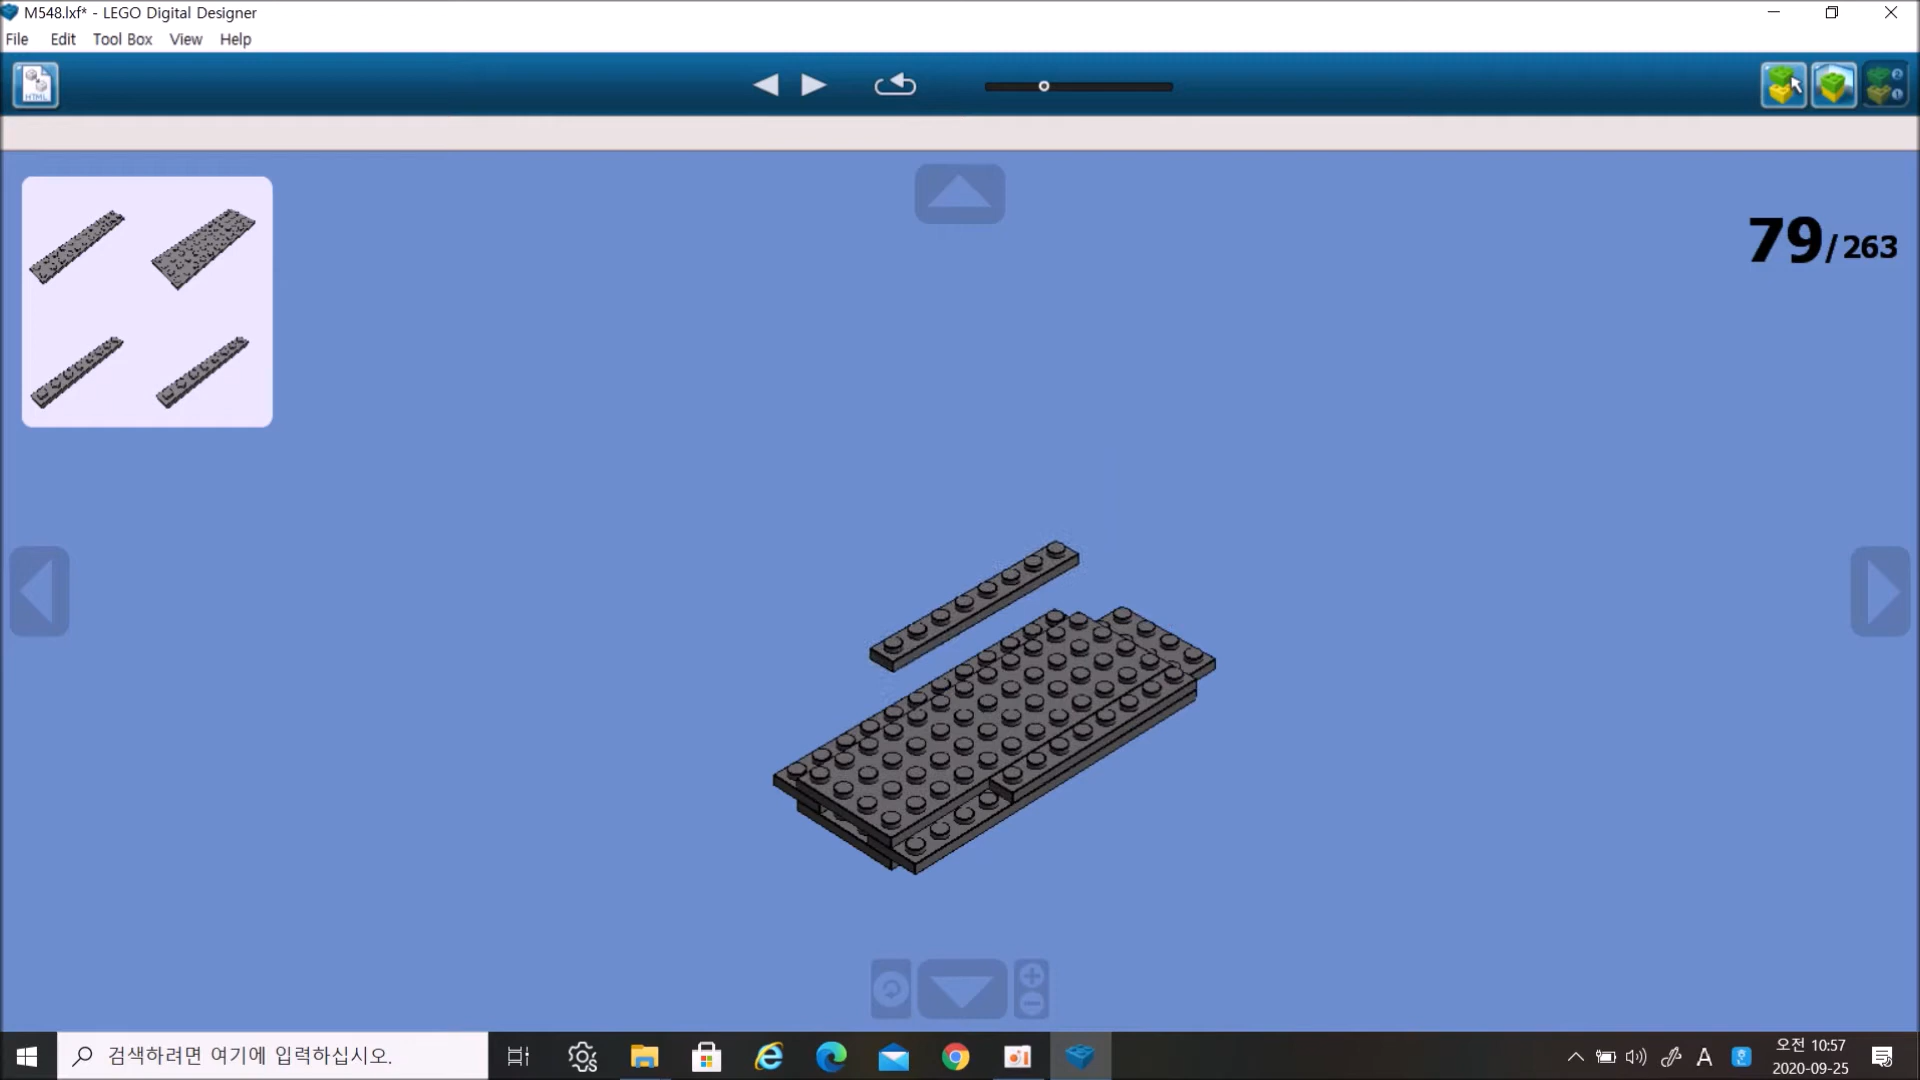 M548.lxf* - LEGO Digital Designer
File Edit Tool Box View Help
HTML
79/263
검색하려면 여기에 입력하십시오.
A
오전 10:57
2020-09-25